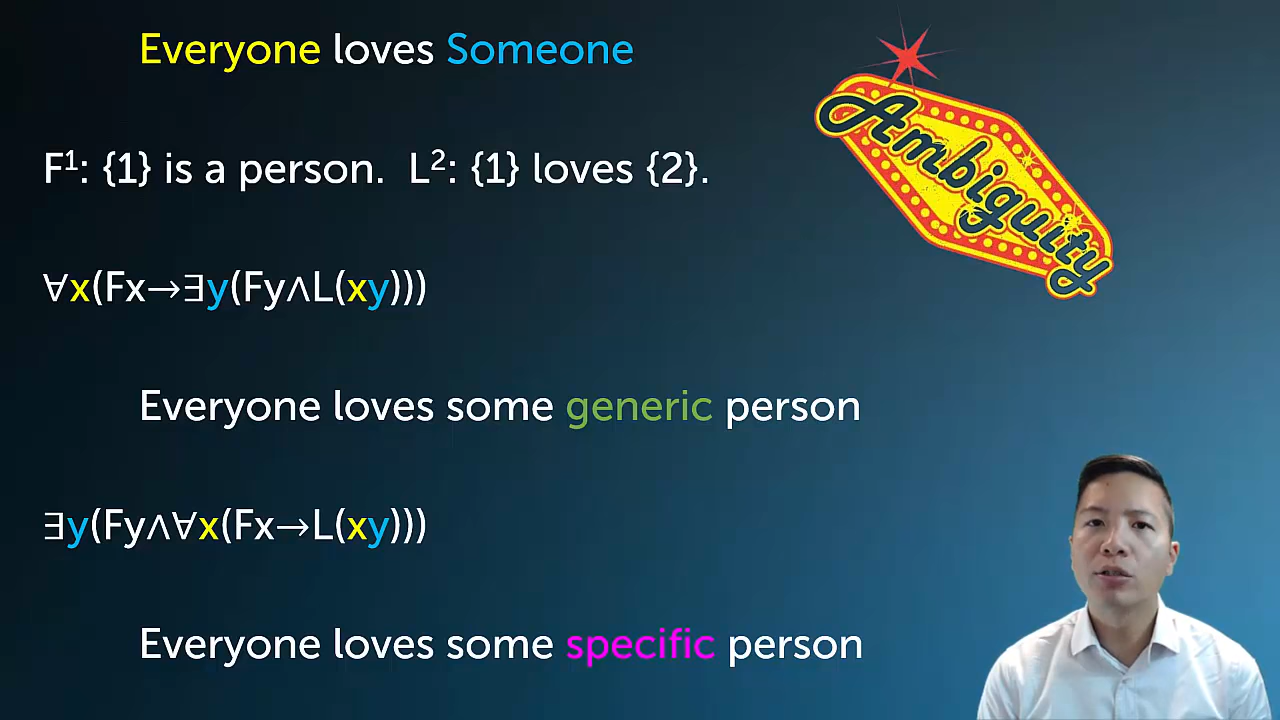 Everyone loves Someone
Ambiguity
F¹: {1} is a person.  L²: {1} loves {2}.
∀x(Fx→∃y(Fy∧L(xy)))
Everyone loves some generic person
∃y(Fy∧∀x(Fx→L(xy)))
Everyone loves some specific person